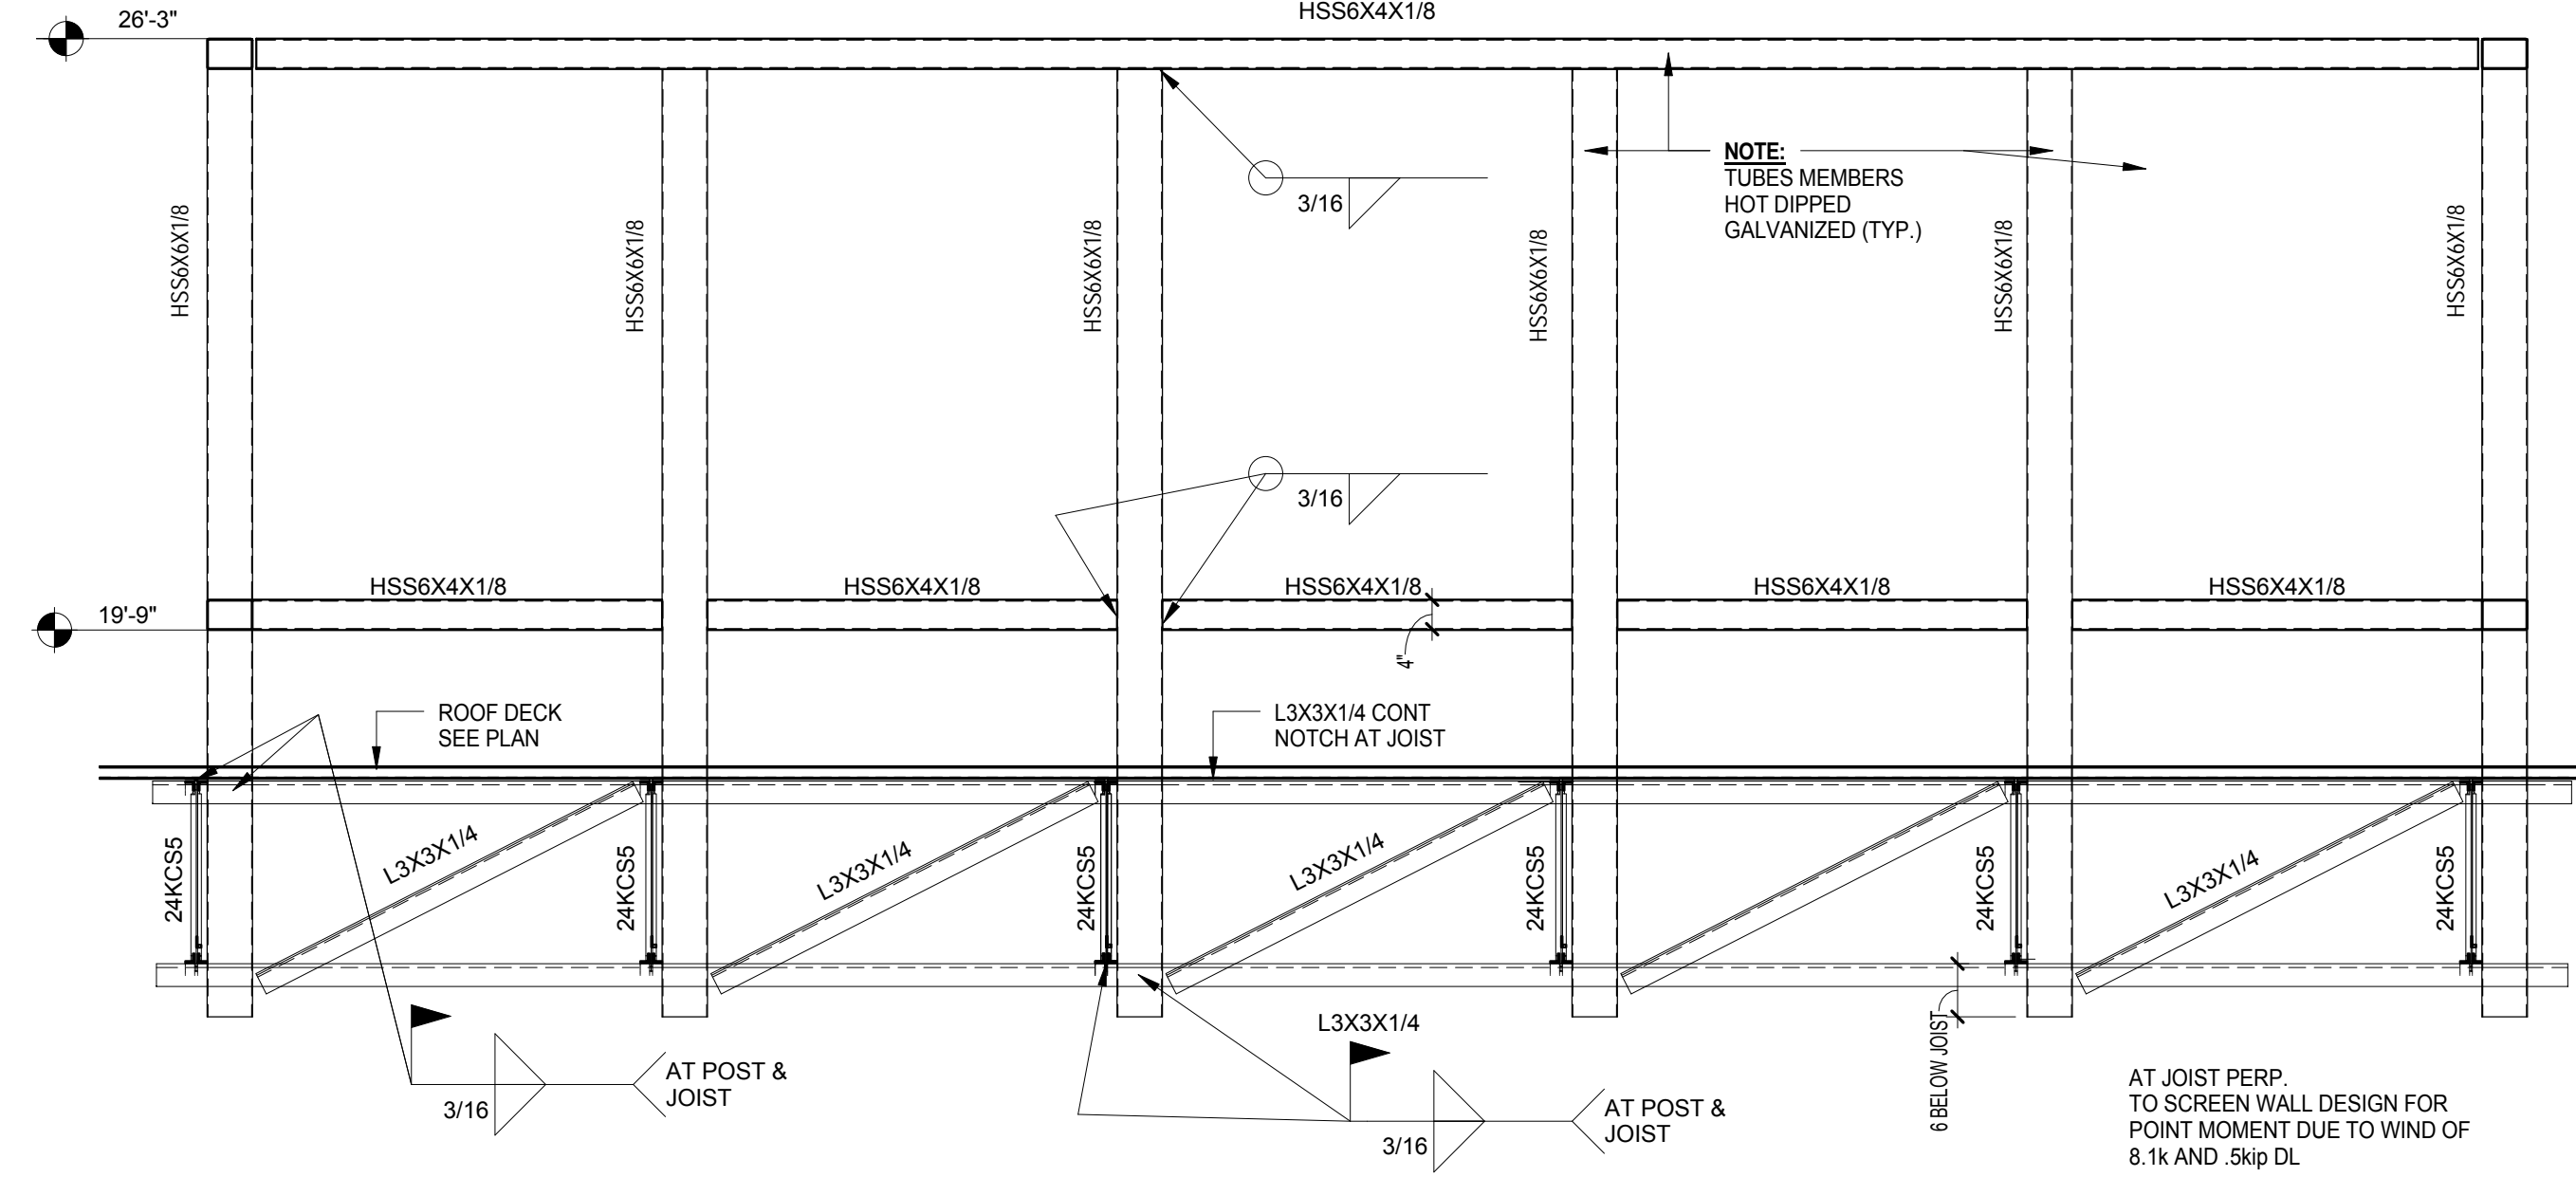 26'-3"
HSS6X4X1/8
HSS6X6X1/8
HSS6X6X1/8
HSS6X6X1/8
HSS6X6X1/8
HSS6X6X1/8
HSS6X6X1/8
3/16
NOTE:
TUBES MEMBERS
HOT DIPPED
GALVANIZED (TYP.)
3/16
HSS6X4X1/8
HSS6X4X1/8
HSS6X4X1/8
HSS6X4X1/8
HSS6X4X1/8
19'-9"
4"
ROOF DECK
SEE PLAN
L3X3X1/4 CONT
NOTCH AT JOIST
24KCS5
L3X3X1/4
24KCS5
L3X3X1/4
24KCS5
L3X3X1/4
24KCS5
24KCS5
L3X3X1/4
24KCS5
3/16
AT POST &
JOIST
L3X3X1/4
3/16
AT POST &
JOIST
6 BELOW JOIST
AT JOIST PERP.
TO SCREEN WALL DESIGN FOR
POINT MOMENT DUE TO WIND OF
8.1k AND .5kip DL